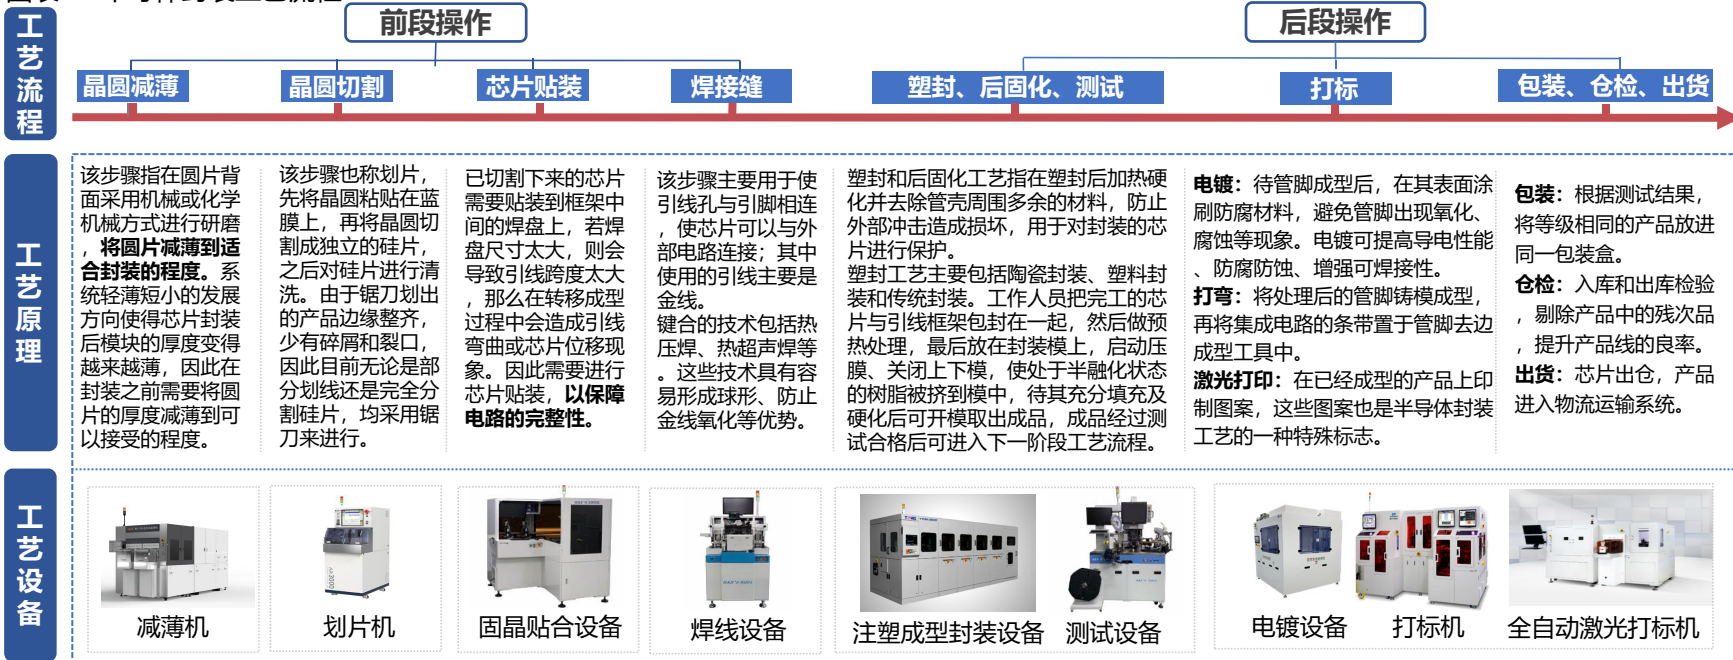 工艺流程
前段操作
后段操作
晶圆减薄
晶圆切割
芯片贴装
焊接缝
塑封、后固化、测试
打标
包装、仓检、出货
工艺原理
该步骤指在圆片背
面采用机械或化学
机械方式进行研磨
，将圆片减薄到适
合封装的程度。系
统轻薄短小的发展
方向使得芯片封装
后模块的厚度变得
越来越薄，因此在
封装之前需要将圆
片的厚度减薄到可
以接受的程度。
该步骤也称划片，
先将晶圆粘贴在蓝
膜上，再将晶圆切
割成独立的硅片，
之后对硅片进行清
洗。由于锯刀划出
的产品边缘整齐，
少有碎屑和裂口，
因此目前无论是部
分划线还是完全分
割硅片，均采用锯
刀来进行。
已切割下来的芯片
需要贴装到框架中
间的焊盘上，若焊
盘尺寸太大，则会
导致引线跨度太大
，那么在转移成型
过程中会造成引线
弯曲或芯片位移现
象。因此需要进行
芯片贴装，以保障
电路的完整性。
该步骤主要用于使
引线孔与引脚相连
，使芯片可以与外
部电路连接；其中
使用的引线主要是
金线。
键合的技术包括热
压焊、热超声焊等
。这些技术具有容
易形成球形、防止
金线氧化等优势。
塑封和后固化工艺指在塑封后加热硬
化并去除管壳周围多余的材料，防止
外部冲击造成损坏，用于对封装的芯
片进行保护。
塑封工艺主要包括陶瓷封装、塑料封
装和传统封装。工作人员把完工的芯
片与引线框架包封在一起，然后做预
热处理，最后放在封装模上，启动压
膜、关闭上下模，使处于半融化状态
的树脂被挤到模中，待其充分填充及
硬化后可开模取出成品，成品经过测
试合格后可进入下一阶段工艺流程。
电镀：待管脚成型后，在其表面涂
刷防腐材料，避免管脚出现氧化、
腐蚀等现象。电镀可提高导电性能
、防腐防蚀、增强可焊接性。
打弯：将处理后的管脚铸模成型，
再将集成电路的条带置于管脚去边
成型工具中。
激光打印：在已经成型的产品上印
制图案，这些图案也是半导体封装
工艺的一种特殊标志。
包装：根据测试结果，
将等级相同的产品放进
同一包装盒。
仓检：入库和出库检验
，剔除产品中的残次品
，提升产品线的良率。
出货：芯片出仓，产品
进入物流运输系统。
工艺设备
减薄机
划片机
固晶贴合设备
焊线设备
注塑成型封装设备
测试设备
电镀设备
打标机
全自动激光打标机